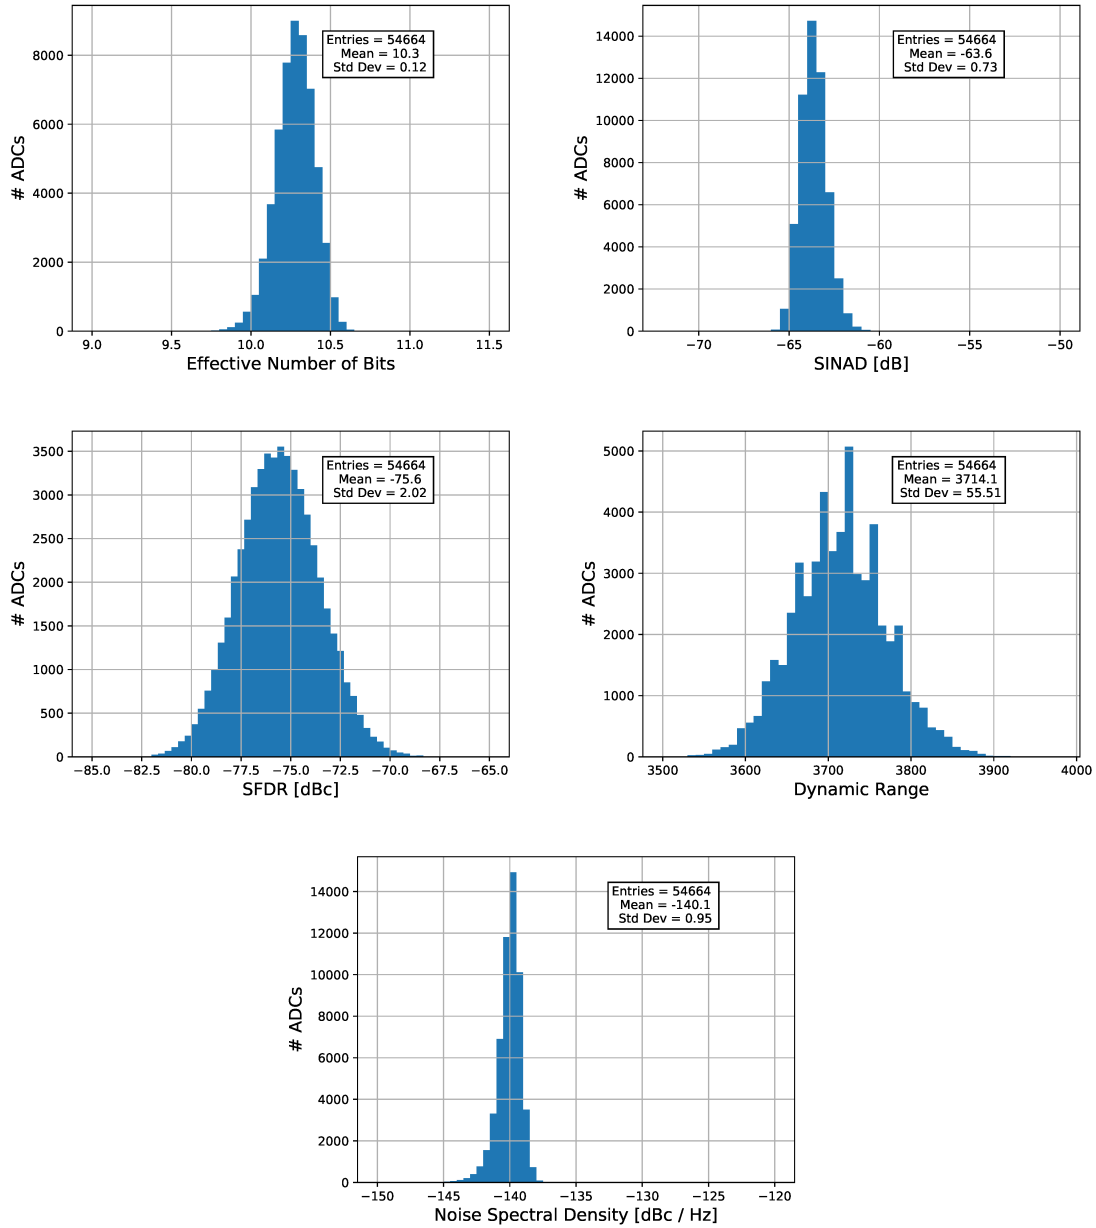 8000
6000
4000
2000
0
# ADCs
Entries = 54664
Mean = 10.3
Std Dev = 0.12
9.0 9.5 10.0 10.5 11.0 11.5
Effective Number of Bits
14000
12000
10000
8000
6000
4000
2000
0
# ADCs
Entries = 54664
Mean = -63.6
Std Dev = 0.73
−70 −65 −60 −55 −50
SINAD [dB]
3500
3000
2500
2000
1500
1000
500
0
# ADCs
Entries = 54664
Mean = -75.6
Std Dev = 2.02
−85.0 −82.5 −80.0 −77.5 −75.0 −72.5 −70.0 −67.5 −65.0
SFDR [dBc]
5000
4000
3000
2000
1000
0
# ADCs
Entries = 54664
Mean = 3714.1
Std Dev = 55.51
3500 3600 3700 3800 3900 4000
Dynamic Range
14000
12000
10000
8000
6000
4000
2000
0
# ADCs
Entries = 54664
Mean = -140.1
Std Dev = 0.95
−150 −145 −140 −135 −130 −125 −120
Noise Spectral Density [dBc / Hz]